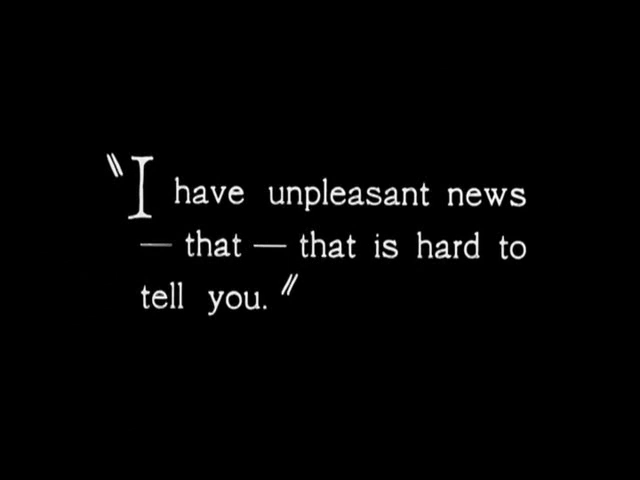 "I have unpleasant news
— that — that is hard to
tell you."